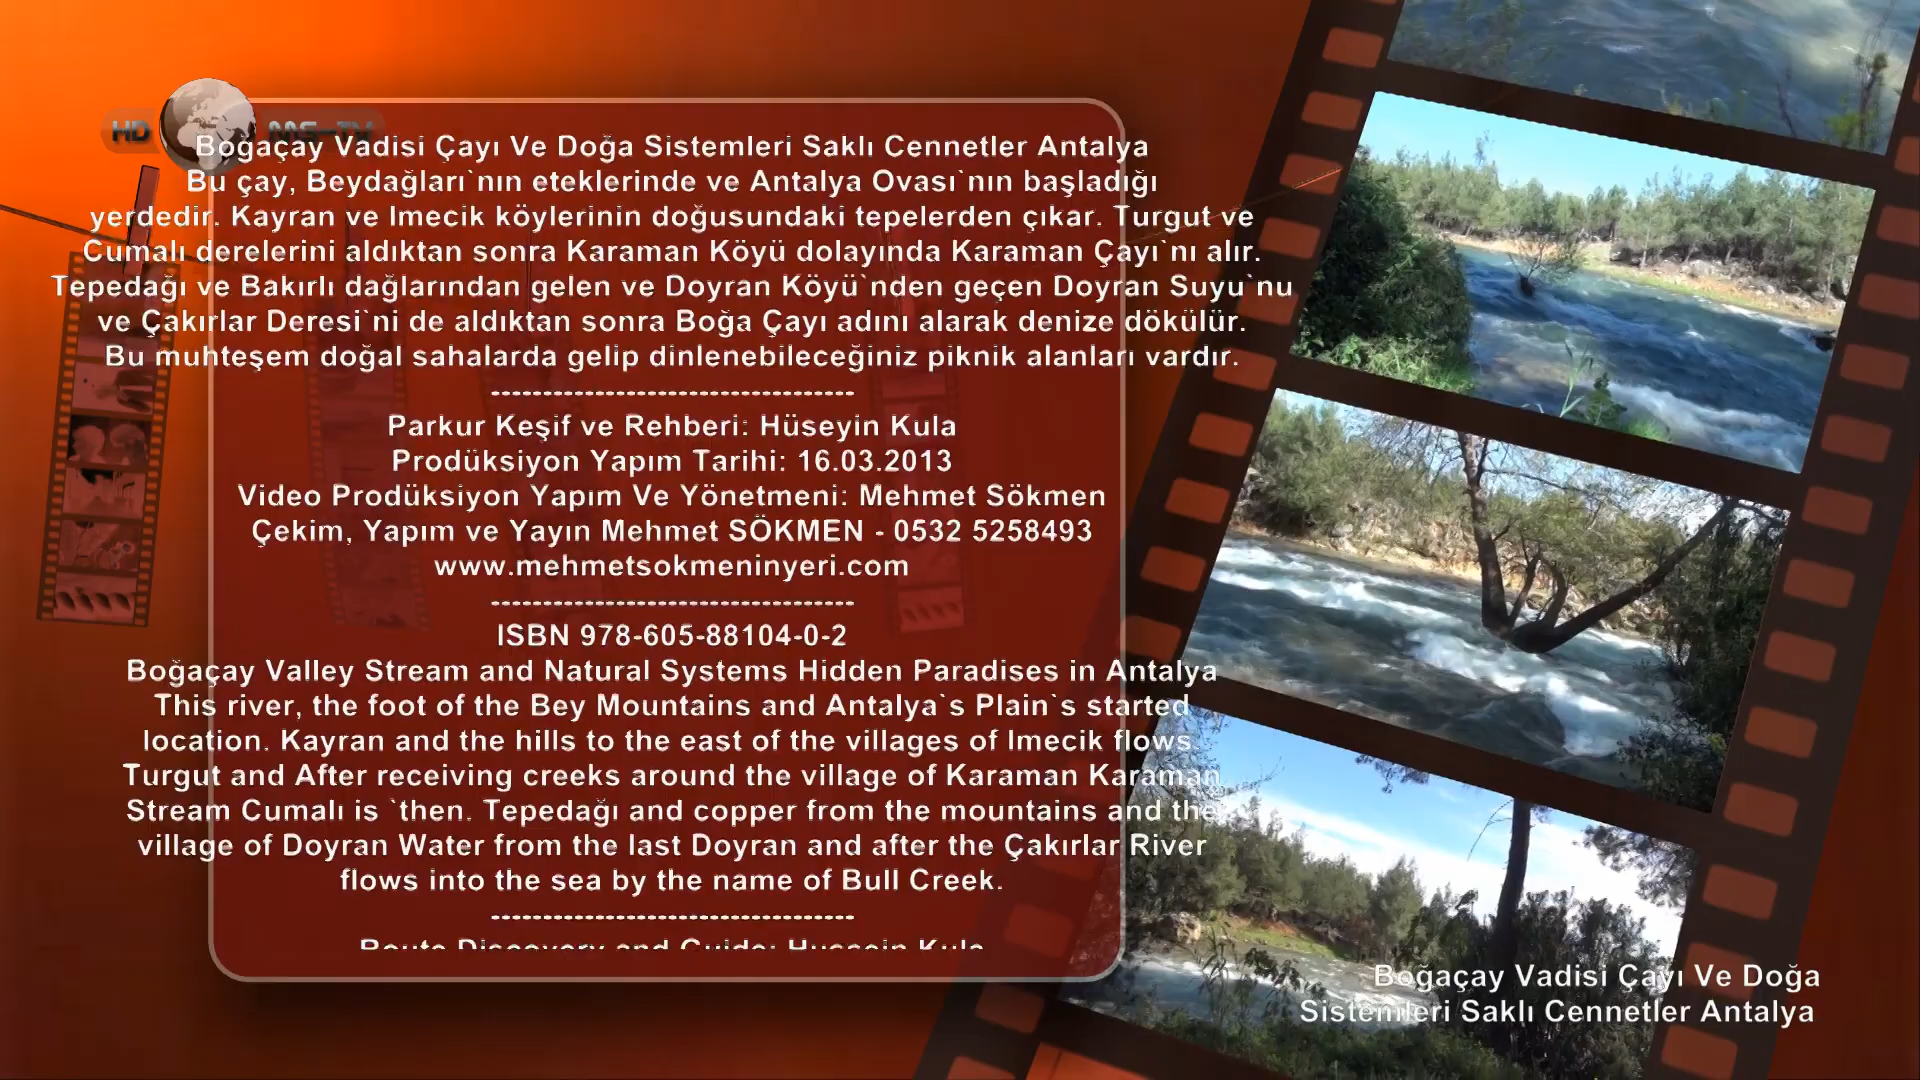 HD MS-TV
Boğaçay Vadisi Çayı Ve Doğa Sistemleri Saklı Cennetler Antalya
Bu çay, Beydağları`nın eteklerinde ve Antalya Ovası`nın başladığı
yerdedir. Kayran ve Imecik köylerinin doğusundaki tepelerden çıkar. Turgut ve
Cumalı derelerini aldıktan sonra Karaman Köyü dolayında Karaman Çayı`nı alır.
Tepedağı ve Bakırlı dağlarından gelen ve Doyran Köyü`nden geçen Doyran Suyu`nu
ve Çakırlar Deresi`ni de aldıktan sonra Boğa Çayı adını alarak denize dökülür.
Bu muhteşem doğal sahalarda gelip dinlenebileceğiniz piknik alanları vardır.
-----------------------------------
Parkur Keşif ve Rehberi: Hüseyin Kula
Prodüksiyon Yapım Tarihi: 16.03.2013
Video Prodüksiyon Yapım Ve Yönetmeni: Mehmet Sökmen
Çekim, Yapım ve Yayın Mehmet SÖKMEN - 0532 5258493
www.mehmetsokmeninyeri.com
-----------------------------------
ISBN 978-605-88104-0-2
Boğaçay Valley Stream and Natural Systems Hidden Paradises in Antalya
This river, the foot of the Bey Mountains and Antalya`s Plain`s started
location. Kayran and the hills to the east of the villages of Imecik flows.
Turgut and After receiving creeks around the village of Karaman Karaman
Stream Cumalı is `then. Tepedağı and copper from the mountains and the
village of Doyran Water from the last Doyran and after the Çakırlar River
flows into the sea by the name of Bull Creek.
-----------------------------------
Route Discovery and Guide: Hussein Kula
Boğaçay Vadisi Çayı Ve Doğa
Sistemleri Saklı Cennetler Antalya